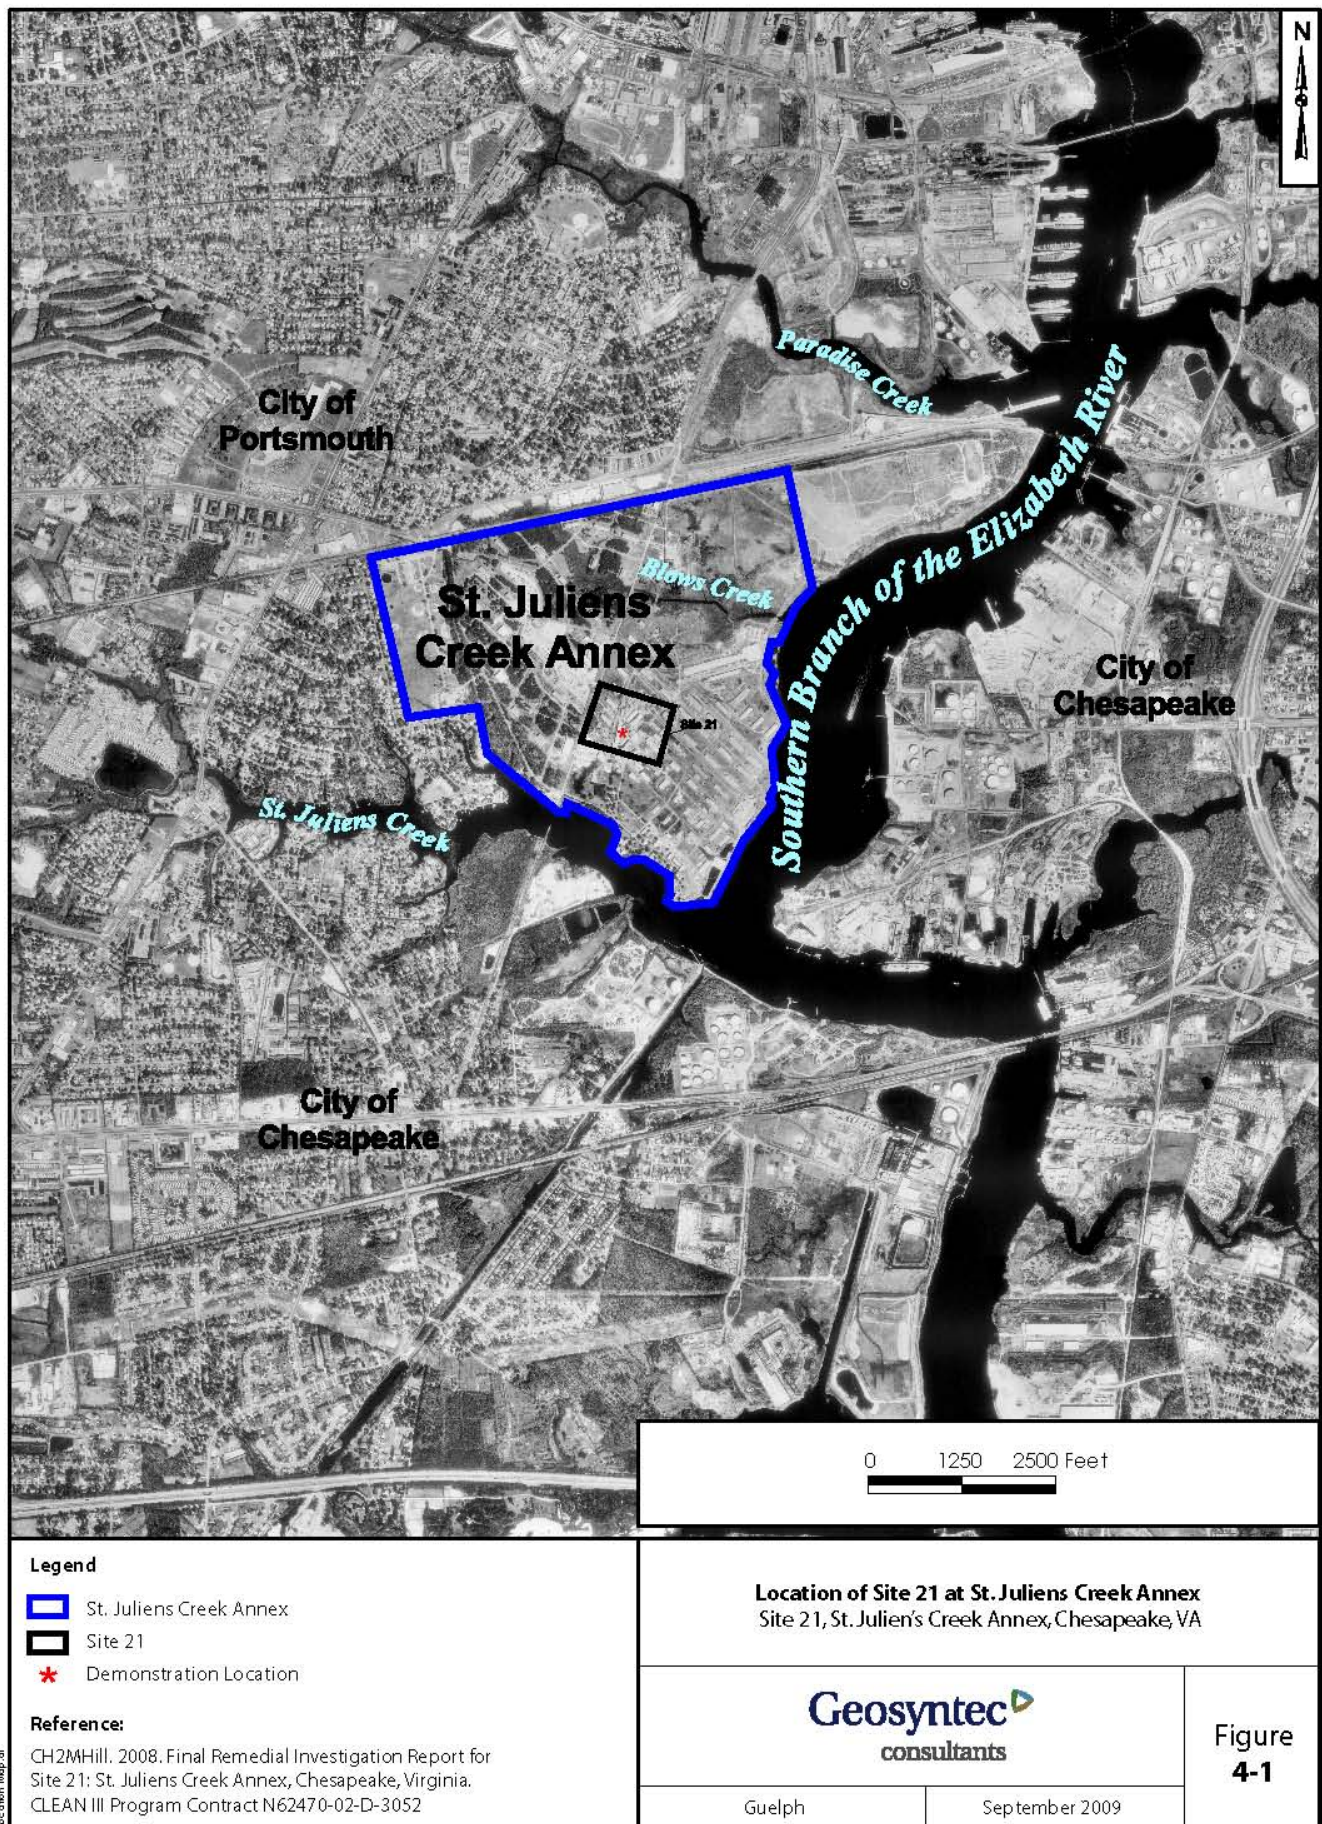 N
City of
Portsmouth
Paradise Creek
Southern Branch of the Elizabeth River
Blows Creek
St. Juliens
Creek Annex
City of
Chesapeake
Site 21
St. Juliens Creek
City of
Chesapeake
0 1250 2500 Feet
Legend
St. Juliens Creek Annex
Site 21
Demonstration Location
Reference:
CH2MHill. 2008. Final Remedial Investigation Report for
Site 21: St. Juliens Creek Annex, Chesapeake, Virginia.
CLEAN III Program Contract N62470-02-D-3052
Location of Site 21 at St. Juliens Creek Annex
Site 21, St. Julien's Creek Annex, Chesapeake, VA
Geosyntec
consultants
Figure
4-1
Guelph
September 2009